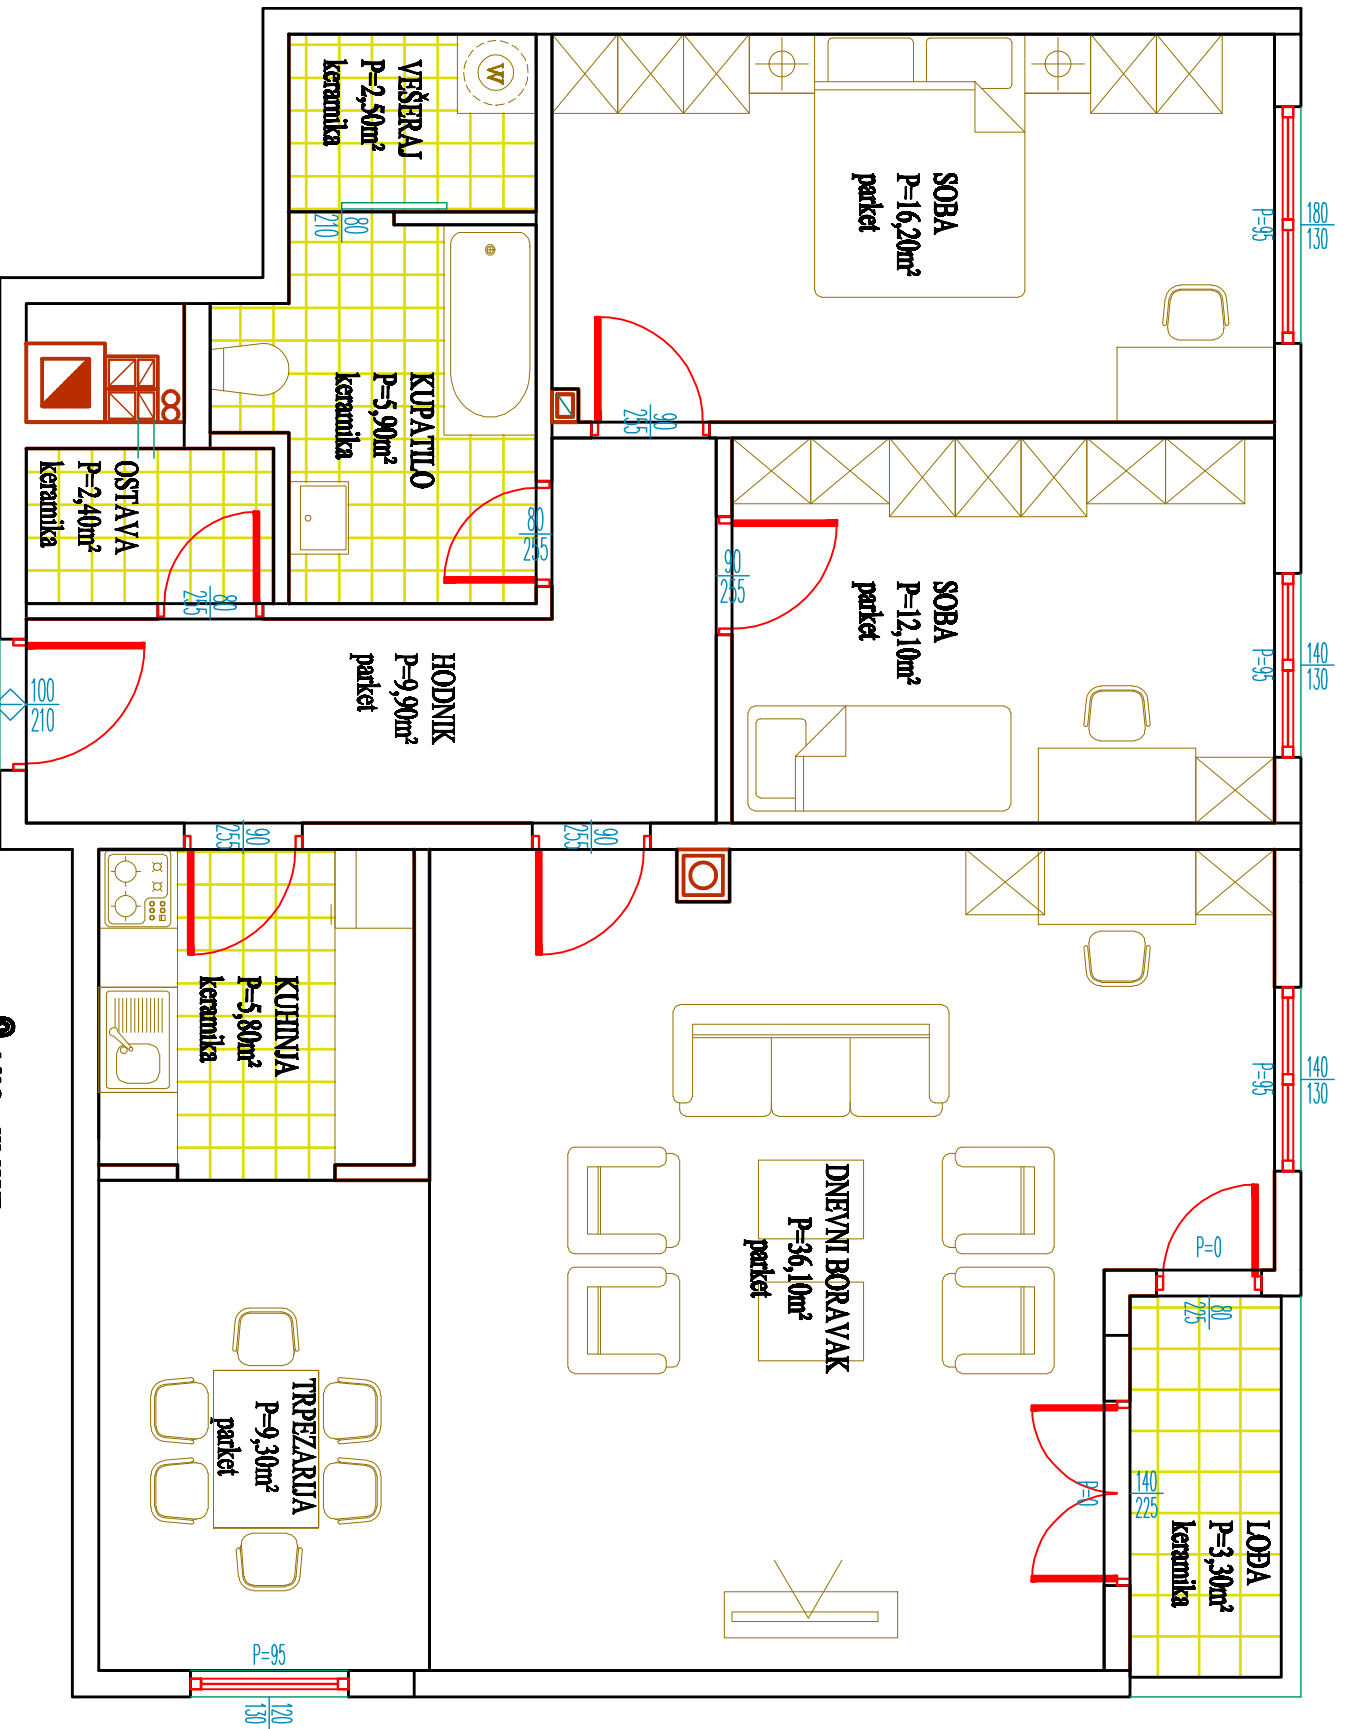 VEŠERAJ
P=2,50m²
keramika
W
SOBA
P=16,20m²
parket
180
130
P=95
80
210
KUPATILO
P=5,90m²
keramika
90
255
OSTAVA
P=2,40m²
keramika
80
255
80
255
90
255
SOBA
P=12,10m²
parket
140
130
P=95
HODNIK
P=9,90m²
parket
100
210
90
255
90
255
KUHINJA
P=5,80m²
keramika
140
130
P=95
DNEVNI BORAVAK
P=36,10m²
parket
P=0
80
225
TRPEZARIJA
P=9,30m²
parket
P=0
140
225
LOĐA
P=3,30m²
keramika
P=95
120
130